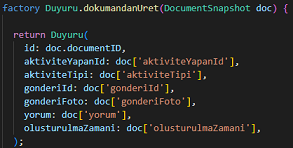 factory Duyuru.dokumandanUret(DocumentSnapshot doc) {
return Duyuru(
id: doc.documentID,
aktiviteYapanId: doc['aktiviteYapanId'],
aktiviteTipi: doc['aktiviteTipi'],
gonderiId: doc['gonderiId'],
gonderiFoto: doc['gonderiFoto'],
yorum: doc['yorum'],
olusturulmaZamani: doc['olusturulmaZamani'],
);